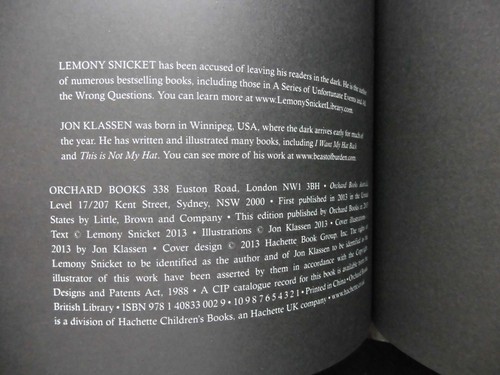 LEMONY SNICKET has been accused of leaving his readers in the dark. He is the author
of numerous bestselling books, including those in A Series of Unfortunate Events and All
the Wrong Questions. You can learn more at www.LemonySnicketLibrary.com.
JON KLASSEN was born in Winnipeg, USA, where the dark arrives early for much of
the year. He has written and illustrated many books, including I Want My Hat Back
and This is Not My Hat. You can see more of his work at www.beastofburden.com.
ORCHARD BOOKS 338 Euston Road, London NW1 3BH • Orchard Books
Level 17/207 Kent Street, Sydney, NSW 2000 • First published in 2013 in the United
States by Little, Brown and Company • This edition published by Orchard Books in 2013
Text © Lemony Snicket 2013 • Illustrations © Jon Klassen 2013 • Cover illustrations
2013 by Jon Klassen • Cover design © 2013 Hachette Book Group, Inc. The rights of
Lemony Snicket to be identified as the author and of Jon Klassen to be identified as the
illustrator of this work have been asserted by them in accordance with the Copyright,
Designs and Patents Act, 1988 • A CIP catalogue record for this book is available from the
British Library • ISBN 978 1 40833 002 9 • 10 9 8 7 6 5 4 3 2 1 • Printed in China • Orchard Books
is a division of Hachette Children's Books, an Hachette UK company • www.hachette.co.uk